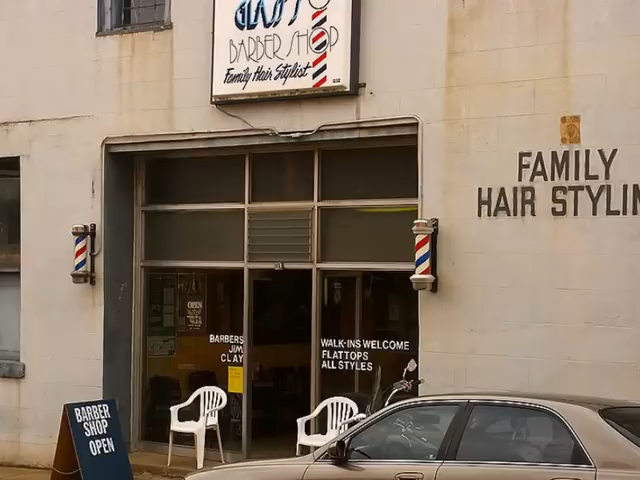 GLASS
BARBER SHOP
Family Hair Stylist
FAMILY
HAIR STYLIN
OPEN
BARBERS
JIM
CLAY
WALK-INS WELCOME
FLATTOPS
ALL STYLES
BARBER
SHOP
OPEN